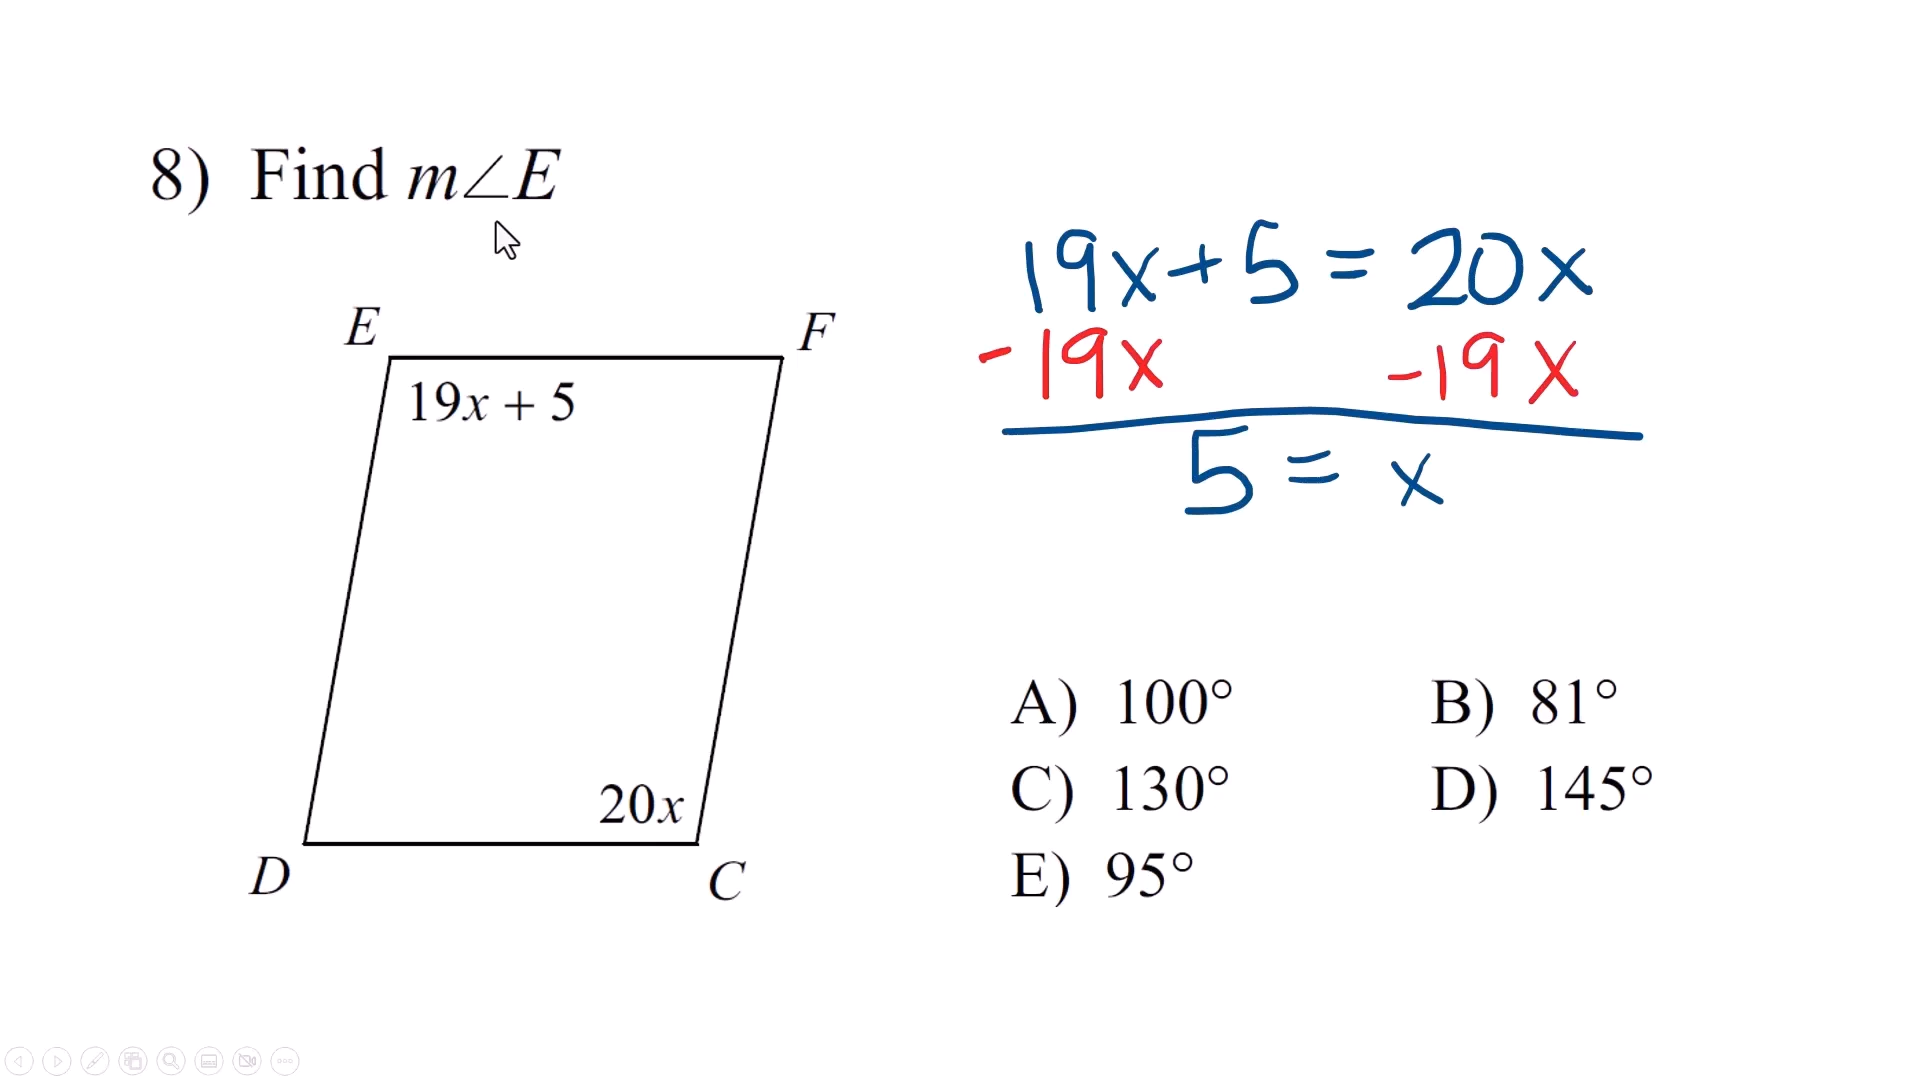 8) Find m∠E
E
F
19x + 5
20x
D
C
19x+5=20x
-19x -19x
5 = x
A) 100° B) 81°
C) 130° D) 145°
E) 95°